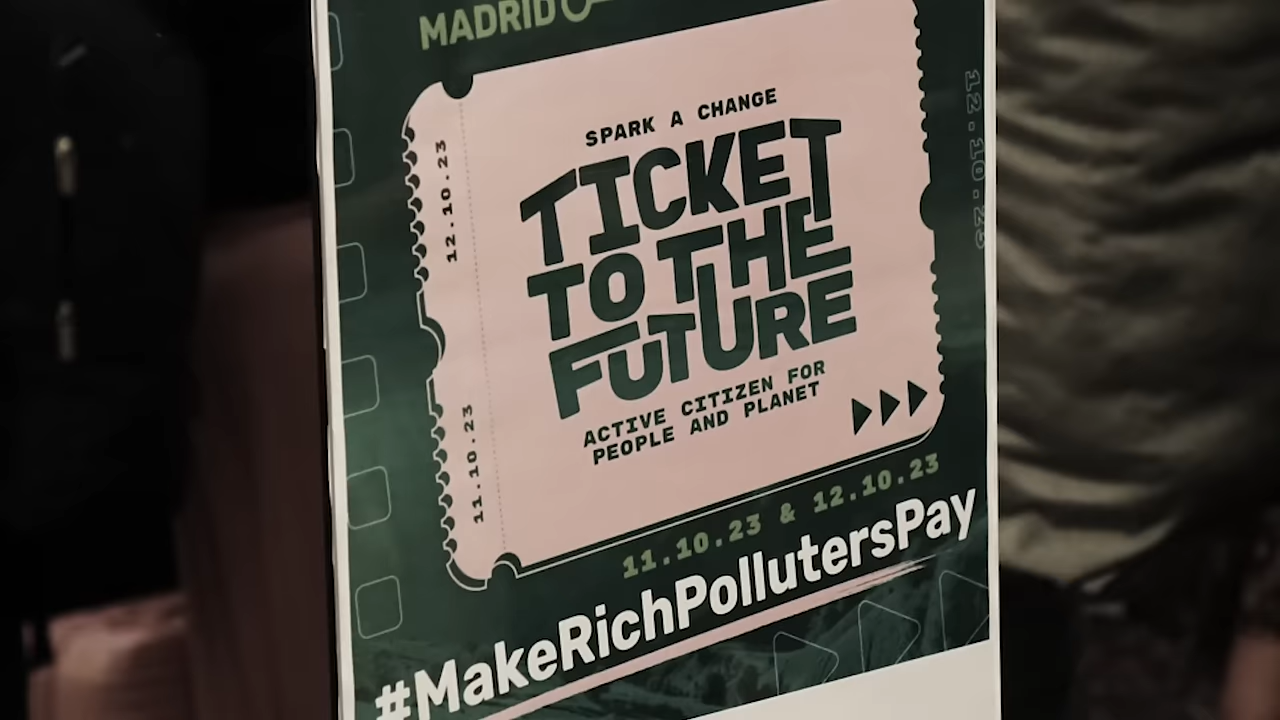 MADRID
SPARK A CHANGE
TICKET
TO THE
FUTURE
ACTIVE CITIZEN FOR
PEOPLE AND PLANET
12.10.23
11.10.23
12.10.23
11.10.23 & 12.10.23
#MakeRichPollutersPay